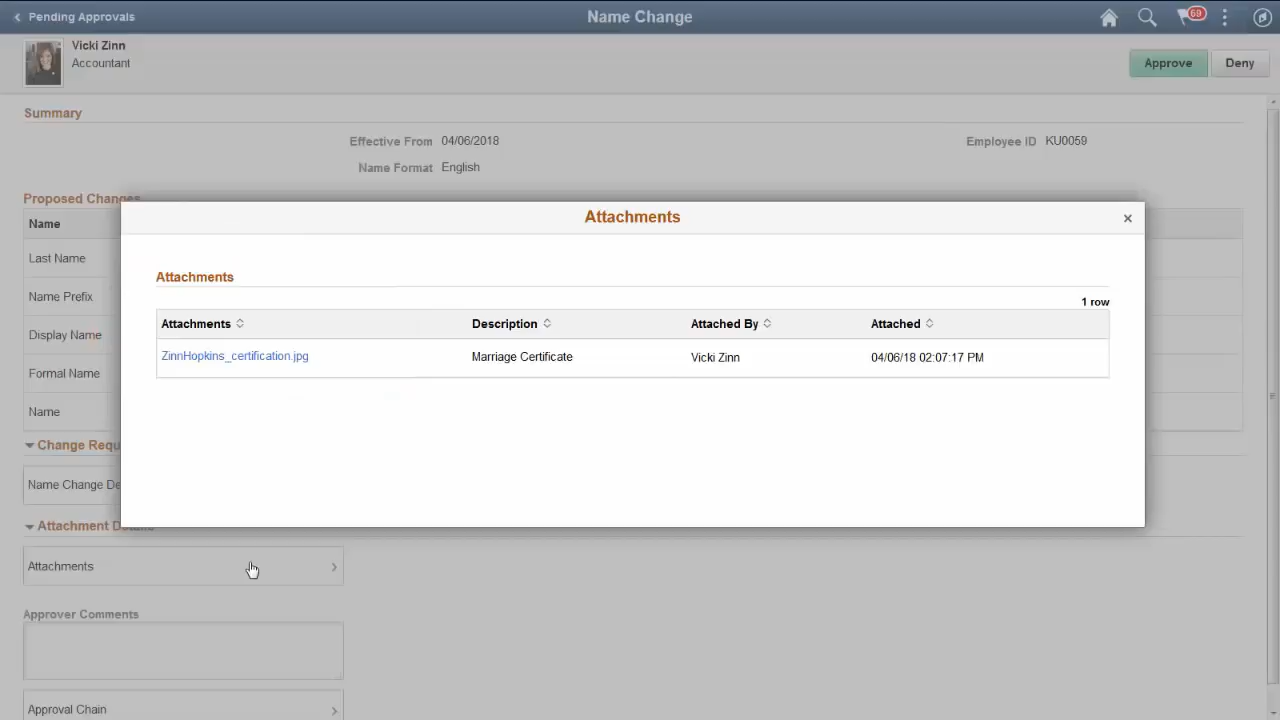 Pending Approvals
Name Change
69
Vicki Zinn
Accountant
Approve
Deny
Summary
Effective From 04/06/2018
Employee ID KU0059
Name Format English
Proposed Changes
Name
Last Name
Name Prefix
Display Name
Formal Name
Name
Change Requ
Name Change De
Attachment
Attachments
Approver Comments
Approval Chain
Attachments
×
Attachments
1 row
Attachments Description Attached By Attached
ZinnHopkins_certification.jpg Marriage Certificate Vicki Zinn 04/06/18 02:07:17 PM